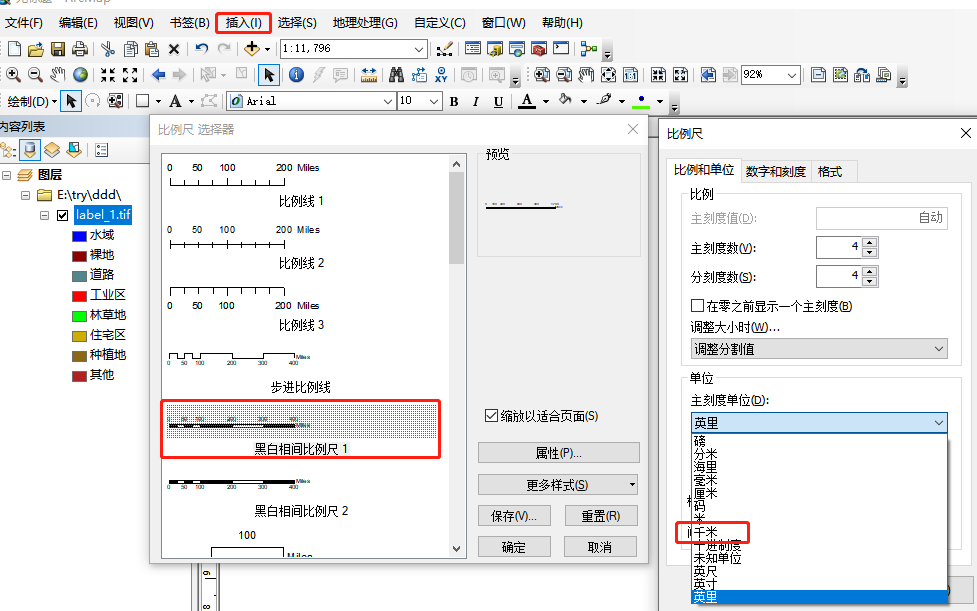 文件(F) 编辑(E) 视图(V) 书签(B) 插入(I) 选择(S) 地理处理(G) 自定义(C) 窗口(W) 帮助(H)
1:11,796
92%
绘制(D) A Arial 10 B I U A
内容列表
图层
E:\try\ddd\
label_1.tif
水域
裸地
道路
工业区
林草地
住宅区
种植地
其他
比例尺 选择器
0 50 100 200 Miles
比例线 1
0 50 100 200 Miles
比例线 2
0 50 100 200 Miles
比例线 3
0 50 100 200 300 400 Miles
步进比例线
0 50 100 200 300 400 Miles
黑白相间比例尺 1
0 50 100 200 300 400 Miles
黑白相间比例尺 2
100
Miles
预览
缩放以适合页面(S)
属性(P)...
更多样式(S)
保存(V)... 重置(R)
确定 取消
比例尺
比例和单位 数字和刻度 格式
比例
主刻度值(D): 自动
主刻度数(V): 4
分刻度数(S): 4
在零之前显示一个主刻度(B)
调整大小时(W)...
调整分割值
单位
主刻度单位(D):
英里
磅
分米
海里
毫米
厘米
码
米
千米
十进制度
未知单位
英尺
英寸
英里